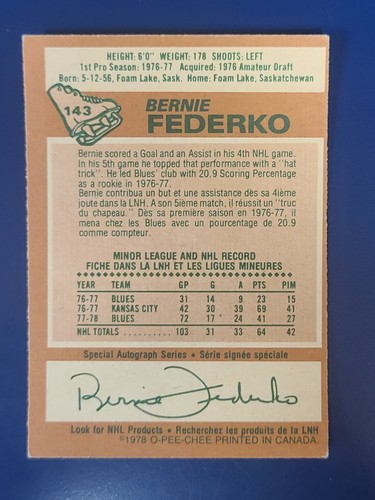 HEIGHT: 6'0" WEIGHT: 178 SHOOTS: LEFT
1st Pro Season: 1976-77 Acquired: 1976 Amateur Draft
Born: 5-12-56, Foam Lake, Sask. Home: Foam Lake, Saskatchewan
143
BERNIE
FEDERKO
Bernie scored a Goal and an Assist in his 4th NHL game.
In his 5th game he topped that performance with a "hat
trick". He led Blues' club with 20.9 Scoring Percentage
as a rookie in 1976-77.
Bernie contribua un but et une assistance dès sa 4ième
joute dans la LNH. A son 5ième match, il réussit un "truc
du chapeau." Dès sa première saison en 1976-77, il
mena chez les Blues avec un pourcentage de 20.9
comme compteur.
MINOR LEAGUE AND NHL RECORD
FICHE DANS LA LNH ET LES LIGUES MINEURES
YEAR TEAM GP G A PTS PIM
76-77 BLUES 31 14 9 23 15
76-77 KANSAS CITY 42 30 39 69 41
77-78 BLUES 72 17 24 41 27
NHL TOTALS .......... 103 31 33 64 42
Special Autograph Series • Série signée spéciale
Bernie Federko
Look for NHL Products • Recherchez les produits de la LNH
©1978 O-PEE-CHEE PRINTED IN CANADA.